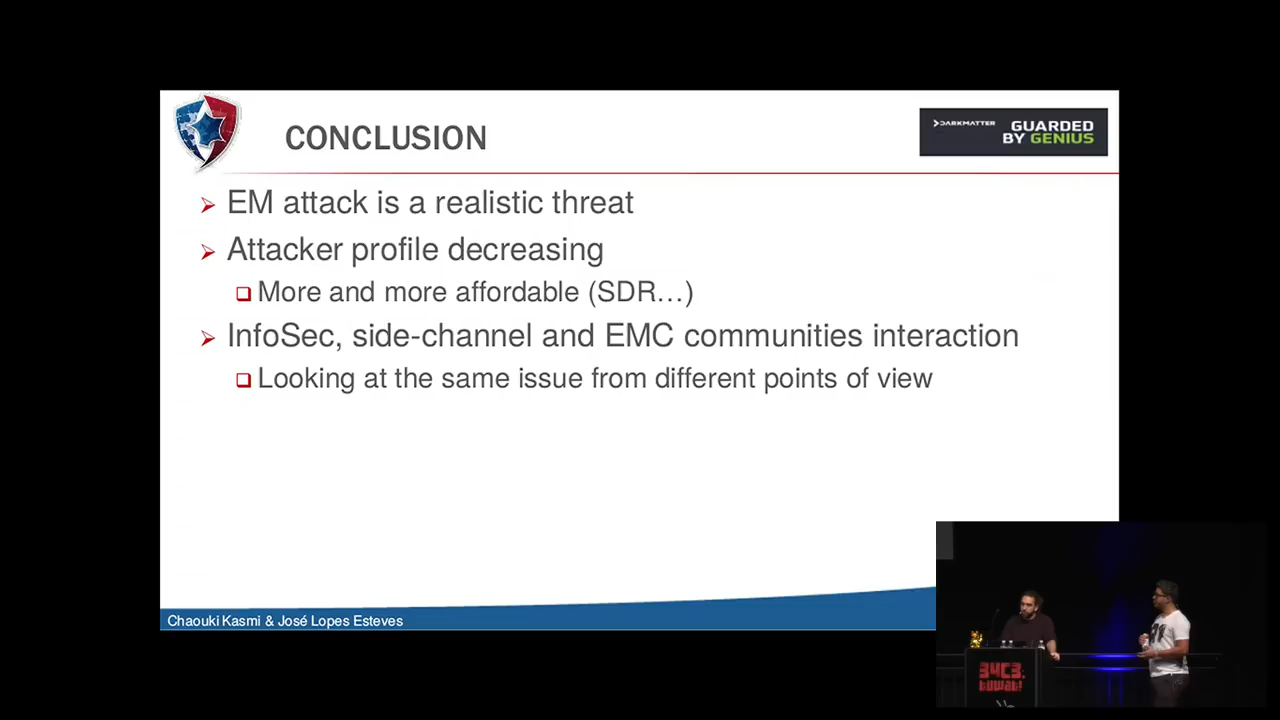 CONCLUSION
DARKMATTER
GUARDED
BY GENIUS
EM attack is a realistic threat
Attacker profile decreasing
More and more affordable (SDR…)
InfoSec, side-channel and EMC communities interaction
Looking at the same issue from different points of view
Chaouki Kasmi & José Lopes Esteves
34C3
tuwat!